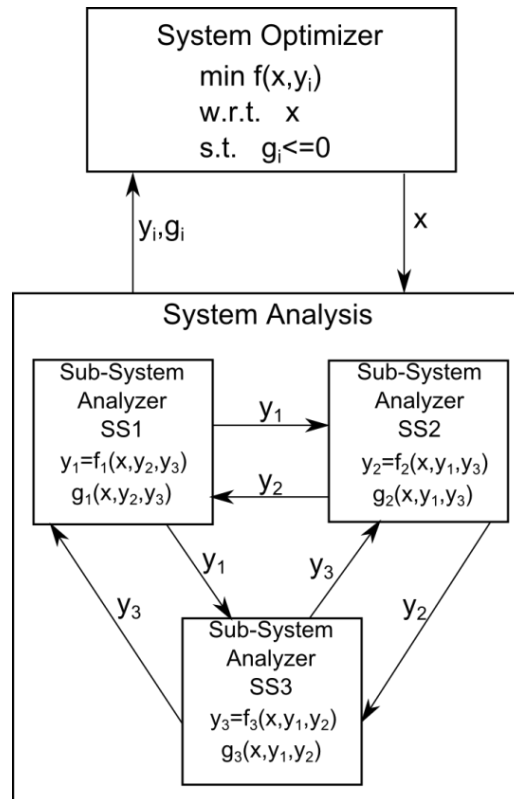 System Optimizer
min f(x,yᵢ)
w.r.t. x
s.t. gᵢ<=0
yᵢ,gᵢ
x
System Analysis
Sub-System
Analyzer
SS1
y₁=f₁(x,y₂,y₃)
g₁(x,y₂,y₃)
y₁
y₂
Sub-System
Analyzer
SS2
y₂=f₂(x,y₁,y₃)
g₂(x,y₁,y₃)
y₃
y₁
y₃
y₂
Sub-System
Analyzer
SS3
y₃=f₃(x,y₁,y₂)
g₃(x,y₁,y₂)